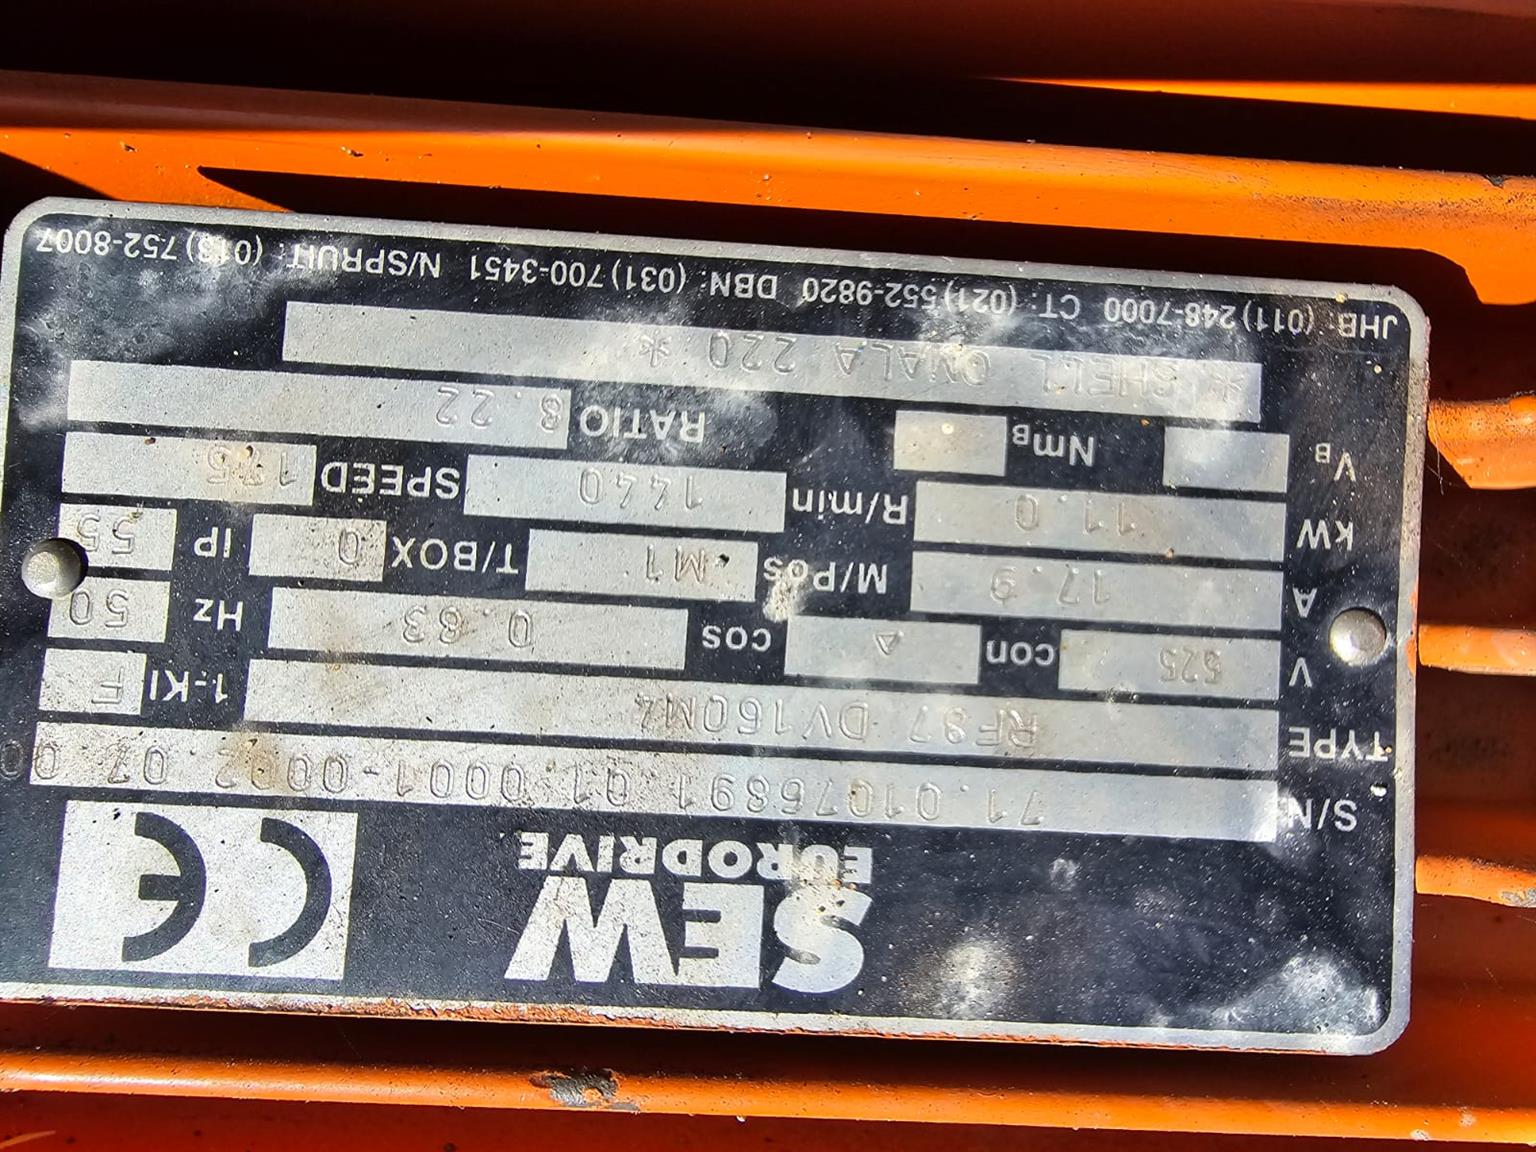 SEW
EURODRIVE
CE
S/N 71.01076891.01.0001-0002.07.00
TYPE RF87 DV160M4 1-KI F
V 525 con △ cos 0.83 Hz 50
A 17.9 M/Pos M1 T/BOX 0 IP 55
kW 11.0 R/min 1440 SPEED 175
VB NmB RATIO 8.22
* SHELL OMALA 220 *
JHB: (011) 248-7000 CT: (021) 552-9820 DBN: (031) 700-3451 N/SPRUIT: (013) 752-8007